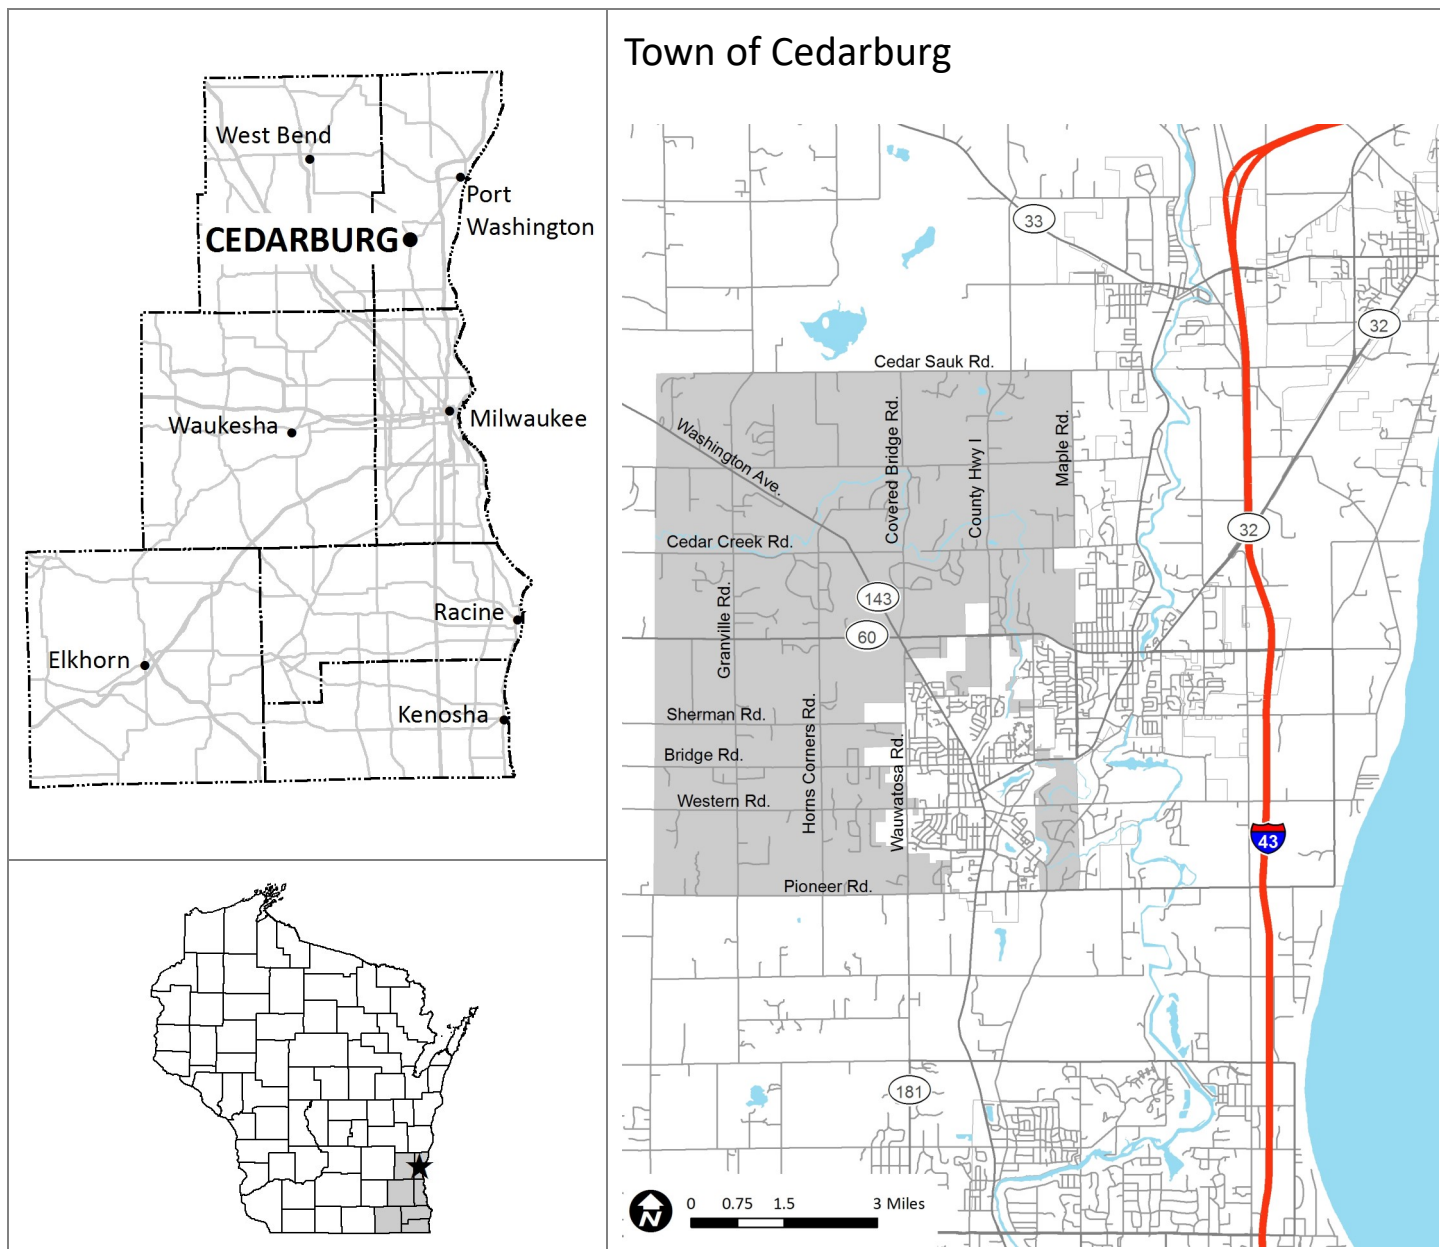 Town of Cedarburg
West Bend
Port
Washington
CEDARBURG
Waukesha
Milwaukee
Racine
Elkhorn
Kenosha
33
32
Cedar Sauk Rd.
Washington Ave.
Covered Bridge Rd.
County Hwy I
Maple Rd.
32
Cedar Creek Rd.
143
60
Granville Rd.
Sherman Rd.
Horns Corners Rd.
Bridge Rd.
Wauwatosa Rd.
Western Rd.
43
Pioneer Rd.
181
N
0 0.75 1.5 3 Miles